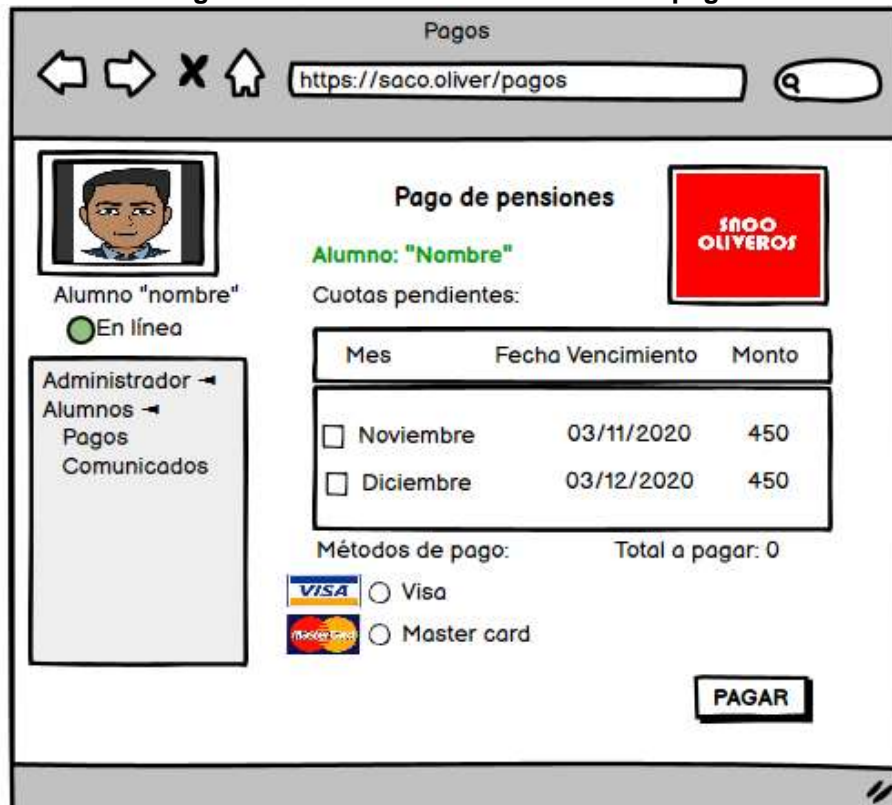 Pagos
https://saco.oliver/pagos
Pago de pensiones
SACO
OLIVEROS
Alumno: "Nombre"
Alumno "nombre"
Cuotas pendientes:
En línea
Mes Fecha Vencimiento Monto
Administrador
Alumnos
Pagos
Comunicados
Noviembre 03/11/2020 450
Diciembre 03/12/2020 450
Métodos de pago: Total a pagar: 0
VISA Visa
MasterCard Master card
PAGAR